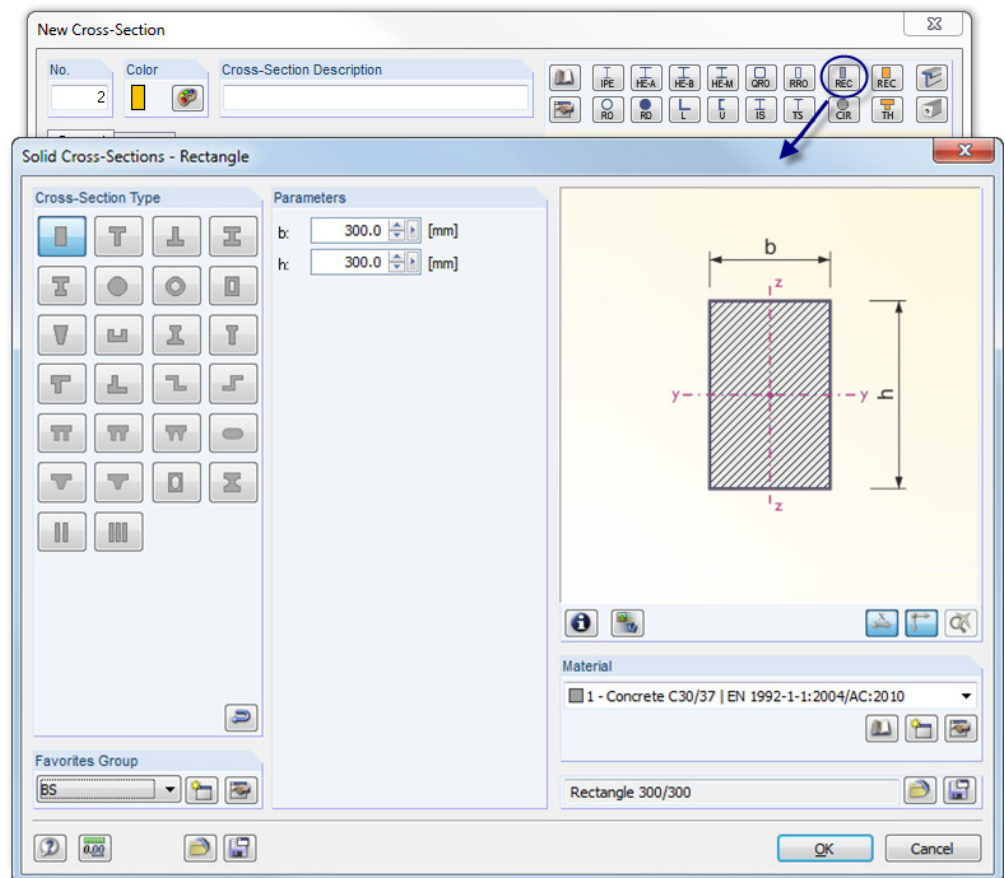 New Cross-Section
No. Color Cross-Section Description
2
IPE HE-A HE-B HE-M QRO RRO REC REC
RO RD L U IS TS CIR TH
Solid Cross-Sections - Rectangle
Cross-Section Type
Parameters
b: 300.0 [mm]
h: 300.0 [mm]
b
z
y y
h
z
Material
1 - Concrete C30/37 | EN 1992-1-1:2004/AC:2010
Favorites Group
BS
Rectangle 300/300
0.00
OK Cancel